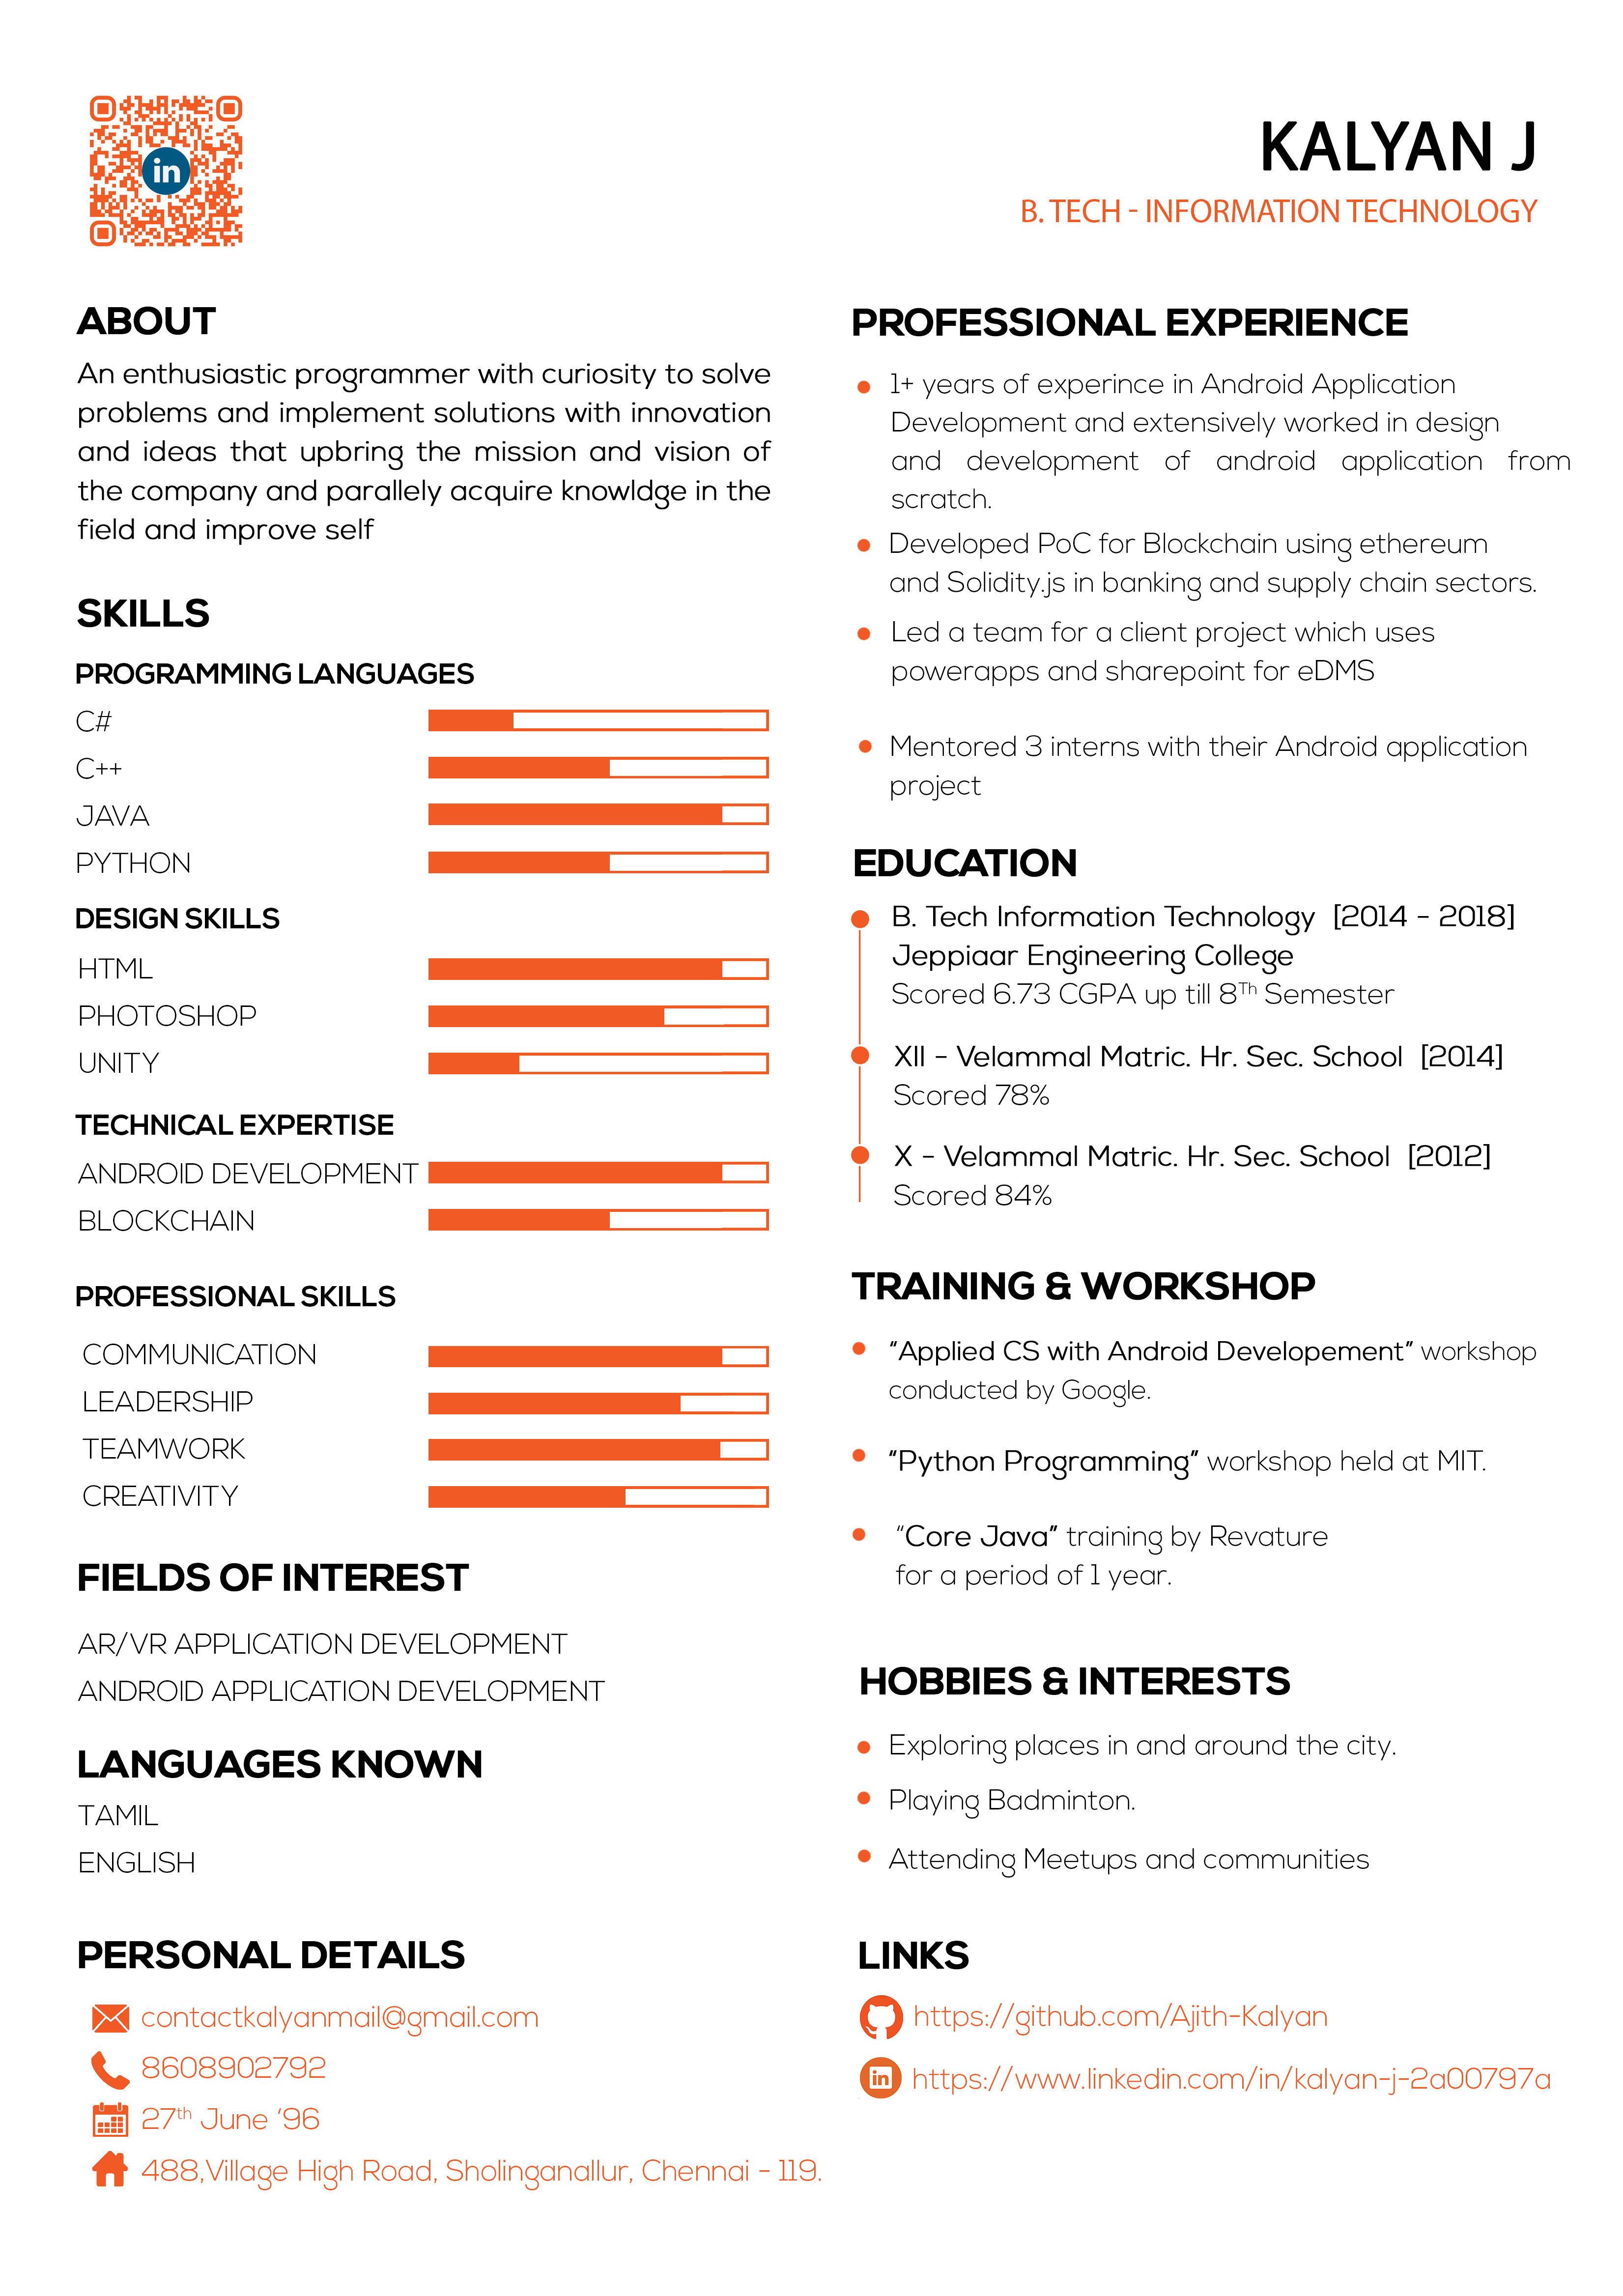 in
KALYAN J
B. TECH - INFORMATION TECHNOLOGY
ABOUT
An enthusiastic programmer with curiosity to solve
problems and implement solutions with innovation
and ideas that upbring the mission and vision of
the company and parallely acquire knowldge in the
field and improve self
SKILLS
PROGRAMMING LANGUAGES
C#
C++
JAVA
PYTHON
DESIGN SKILLS
HTML
PHOTOSHOP
UNITY
TECHNICAL EXPERTISE
ANDROID DEVELOPMENT
BLOCKCHAIN
PROFESSIONAL SKILLS
COMMUNICATION
LEADERSHIP
TEAMWORK
CREATIVITY
FIELDS OF INTEREST
AR/VR APPLICATION DEVELOPMENT
ANDROID APPLICATION DEVELOPMENT
LANGUAGES KNOWN
TAMIL
ENGLISH
PERSONAL DETAILS
contactkalyanmail@gmail.com
8608902792
27th June '96
488,Village High Road, Sholinganallur, Chennai - 119.
PROFESSIONAL EXPERIENCE
1+ years of experince in Android Application
Development and extensively worked in design
and development of android application from
scratch.
Developed PoC for Blockchain using ethereum
and Solidity.js in banking and supply chain sectors.
Led a team for a client project which uses
powerapps and sharepoint for eDMS
Mentored 3 interns with their Android application
project
EDUCATION
B. Tech Information Technology [2014 - 2018]
Jeppiaar Engineering College
Scored 6.73 CGPA up till 8Th Semester
XII - Velammal Matric. Hr. Sec. School [2014]
Scored 78%
X - Velammal Matric. Hr. Sec. School [2012]
Scored 84%
TRAINING & WORKSHOP
“Applied CS with Android Developement” workshop
conducted by Google.
“Python Programming” workshop held at MIT.
“Core Java” training by Revature
for a period of 1 year.
HOBBIES & INTERESTS
Exploring places in and around the city.
Playing Badminton.
Attending Meetups and communities
LINKS
https://github.com/Ajith-Kalyan
in https://www.linkedin.com/in/kalyan-j-2a00797a